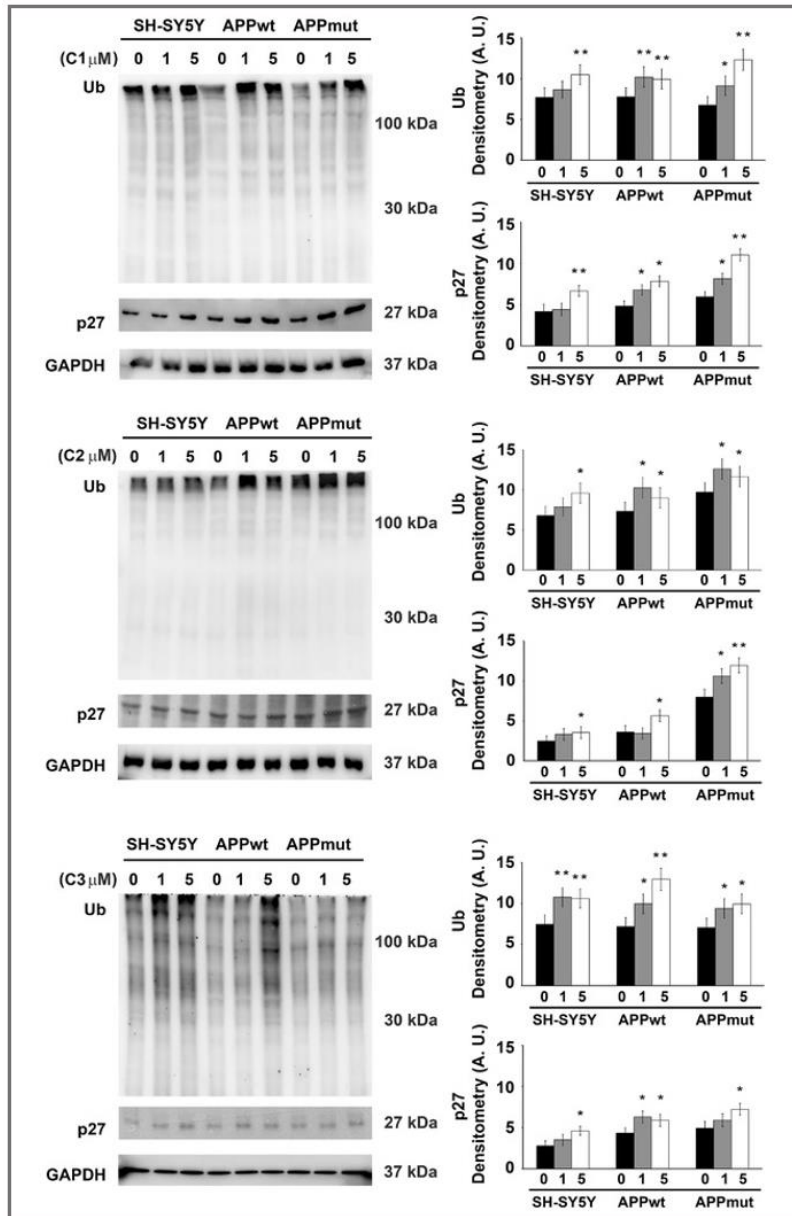 SH-SY5Y APPwt APPmut
(C1 µM) 0 1 5 0 1 5 0 1 5
Ub
100 kDa
30 kDa
p27 27 kDa
GAPDH 37 kDa
Ub
Densitometry (A. U.)
15
10
5
0
** ** ** * **
0 1 5 0 1 5 0 1 5
SH-SY5Y APPwt APPmut
p27
Densitometry (A. U.)
15
10
5
0
** * * * **
0 1 5 0 1 5 0 1 5
SH-SY5Y APPwt APPmut
SH-SY5Y APPwt APPmut
(C2 µM) 0 1 5 0 1 5 0 1 5
Ub
100 kDa
30 kDa
p27 27 kDa
GAPDH 37 kDa
Ub
Densitometry (A. U.)
15
10
5
0
* * * * *
0 1 5 0 1 5 0 1 5
SH-SY5Y APPwt APPmut
p27
Densitometry (A. U.)
15
10
5
0
* * * **
0 1 5 0 1 5 0 1 5
SH-SY5Y APPwt APPmut
SH-SY5Y APPwt APPmut
(C3 µM) 0 1 5 0 1 5 0 1 5
Ub
100 kDa
30 kDa
p27 27 kDa
GAPDH 37 kDa
Ub
Densitometry (A. U.)
15
10
5
0
** ** * ** * *
0 1 5 0 1 5 0 1 5
SH-SY5Y APPwt APPmut
p27
Densitometry (A. U.)
15
10
5
0
* * * *
0 1 5 0 1 5 0 1 5
SH-SY5Y APPwt APPmut